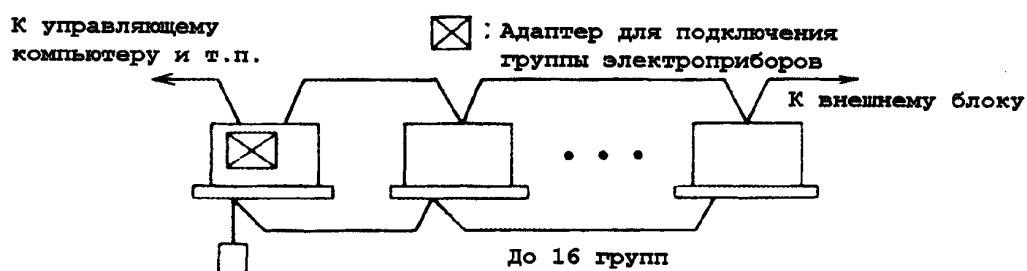 К управляющему
компьютеру и т.п.
: Адаптер для подключения
группы электроприборов
К внешнему блоку
До 16 групп